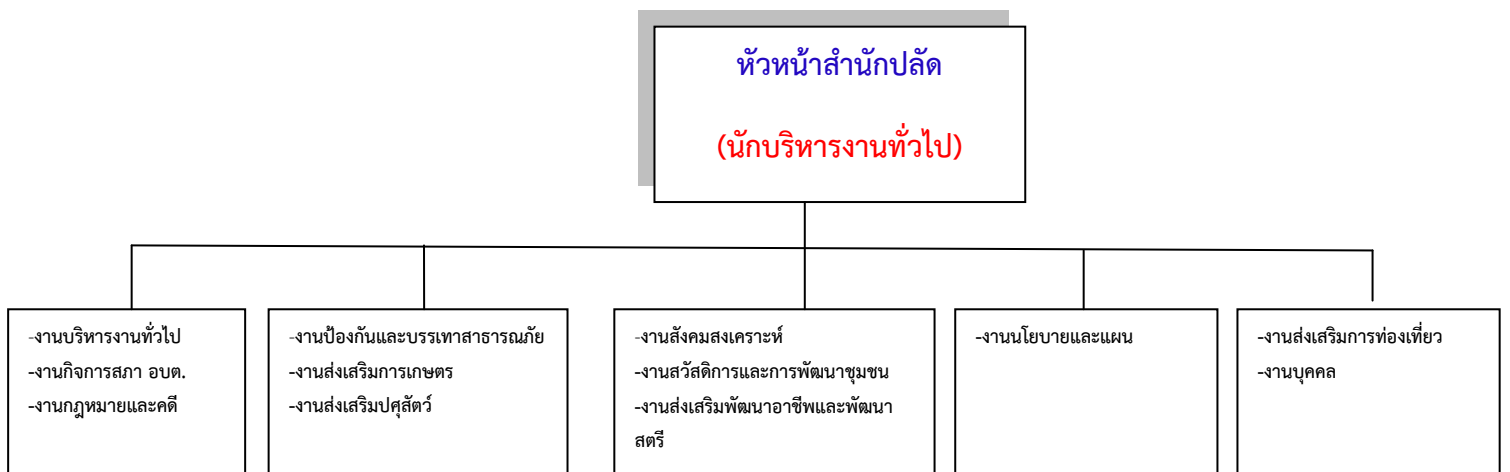 หัวหน้าสำนักปลัด
(นักบริหารงานทั่วไป)
-งานบริหารงานทั่วไป
-งานกิจการสภา อบต.
-งานกฎหมายและคดี
-งานป้องกันและบรรเทาสาธารณภัย
-งานส่งเสริมการเกษตร
-งานส่งเสริมปศุสัตว์
-งานสังคมสงเคราะห์
-งานสวัสดิการและการพัฒนาชุมชน
-งานส่งเสริมพัฒนาอาชีพและพัฒนา
สตรี
-งานนโยบายและแผน
-งานส่งเสริมการท่องเที่ยว
-งานบุคคล